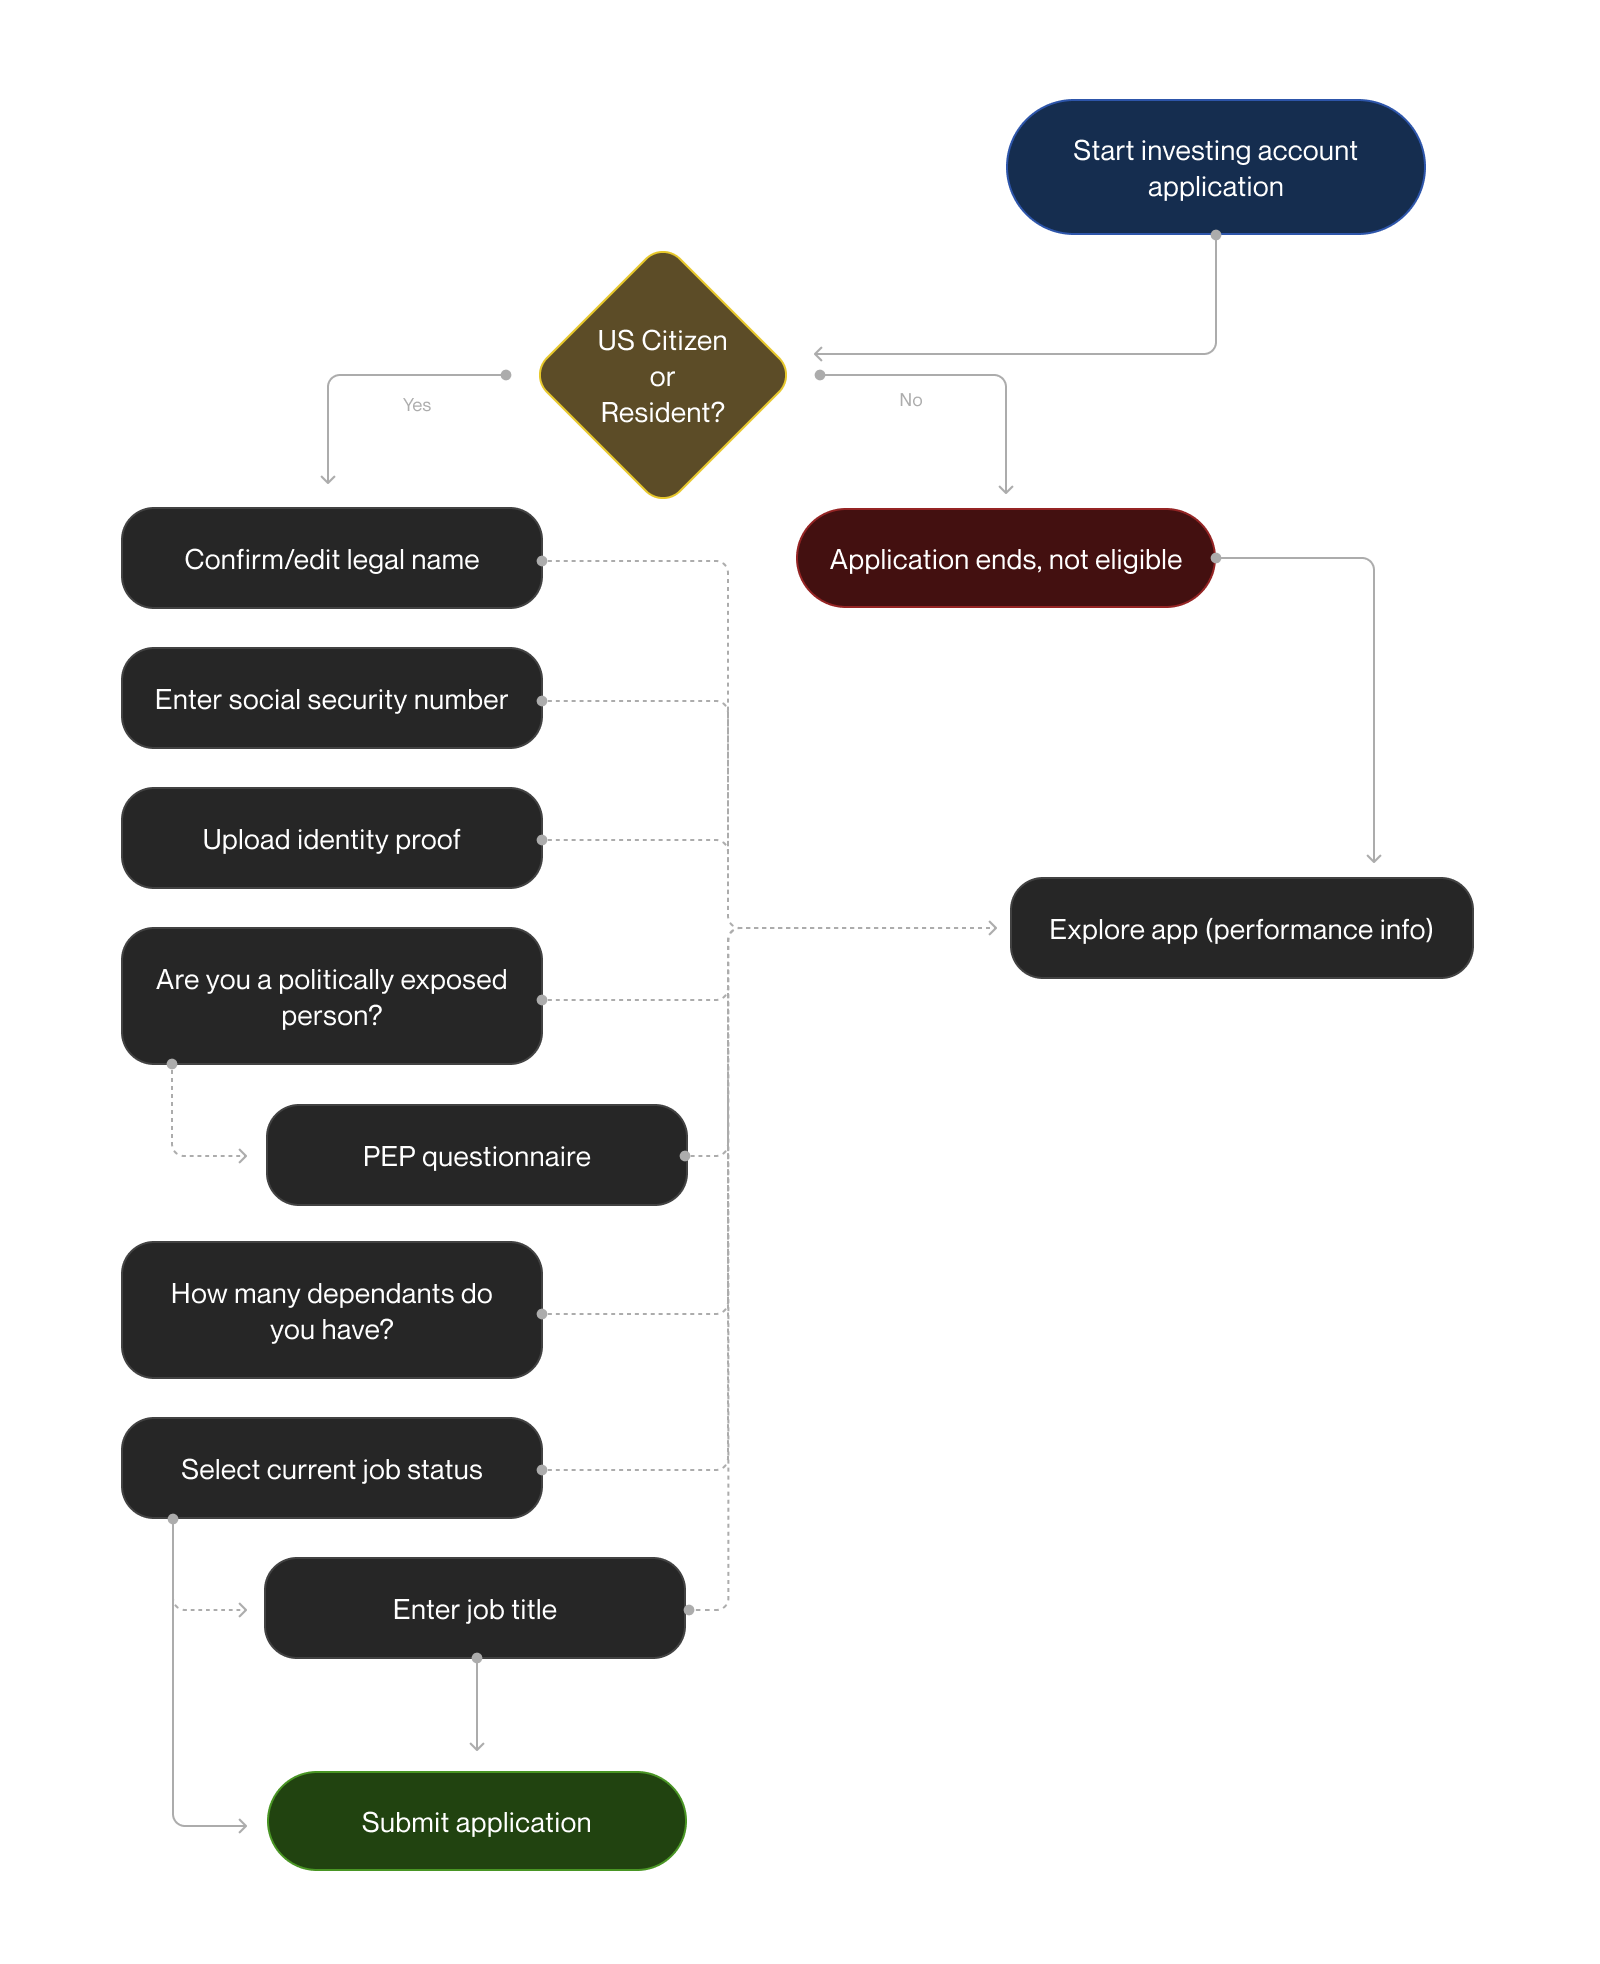 Start investing account
application
US Citizen
or
Resident?
Yes
No
Confirm/edit legal name
Application ends, not eligible
Enter social security number
Upload identity proof
Explore app (performance info)
Are you a politically exposed
person?
PEP questionnaire
How many dependants do
you have?
Select current job status
Enter job title
Submit application